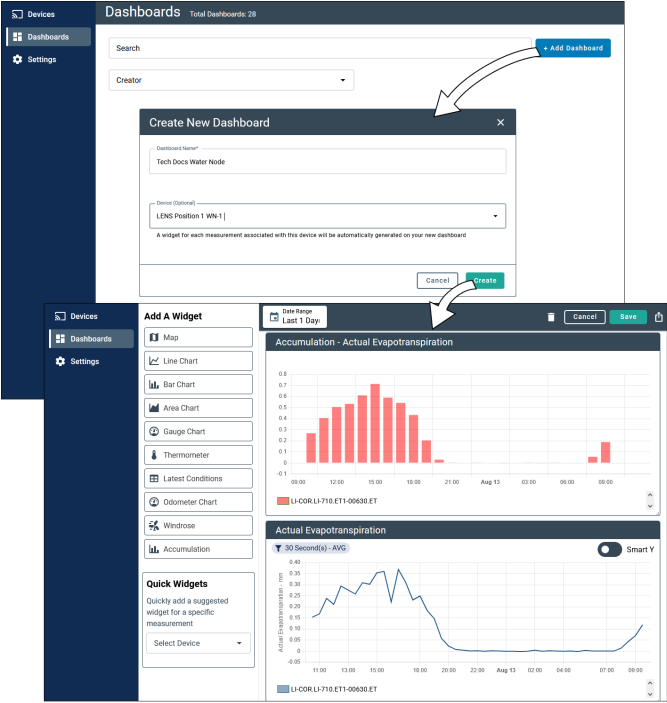 Devices
Dashboards
Settings
Dashboards Total Dashboards: 28
Search
+ Add Dashboard
Creator
Create New Dashboard
Dashboard Name*
Tech Docs Water Node
Device (Optional)
LENS Position 1 WN-1
A widget for each measurement associated with this device will be automatically generated on your new dashboard
Cancel Create
Devices
Dashboards
Settings
Add A Widget
Map
Line Chart
Bar Chart
Area Chart
Gauge Chart
Thermometer
Latest Conditions
Odometer Chart
Windrose
Accumulation
Quick Widgets
Quickly add a suggested
widget for a specific
measurement
Select Device
Date Range
Last 1 Day
Cancel Save
Accumulation - Actual Evapotranspiration
0.8
0.7
0.6
0.5
0.4
0.3
0.2
0.1
0
-0.1
09:00 12:00 15:00 18:00 21:00 Aug 13 03:00 06:00 09:00
LI-COR.LI-710.ET1-00630.ET
Actual Evapotranspiration
30 Second(s) - AVG
Smart Y
Actual Evapotranspiration - mm
0.40
0.35
0.30
0.25
0.20
0.15
0.10
0.05
0
-0.05
11:00 13:00 15:00 18:00 20:00 22:00 Aug 13 02:00 04:00 07:00 09:00
LI-COR.LI-710.ET1-00630.ET